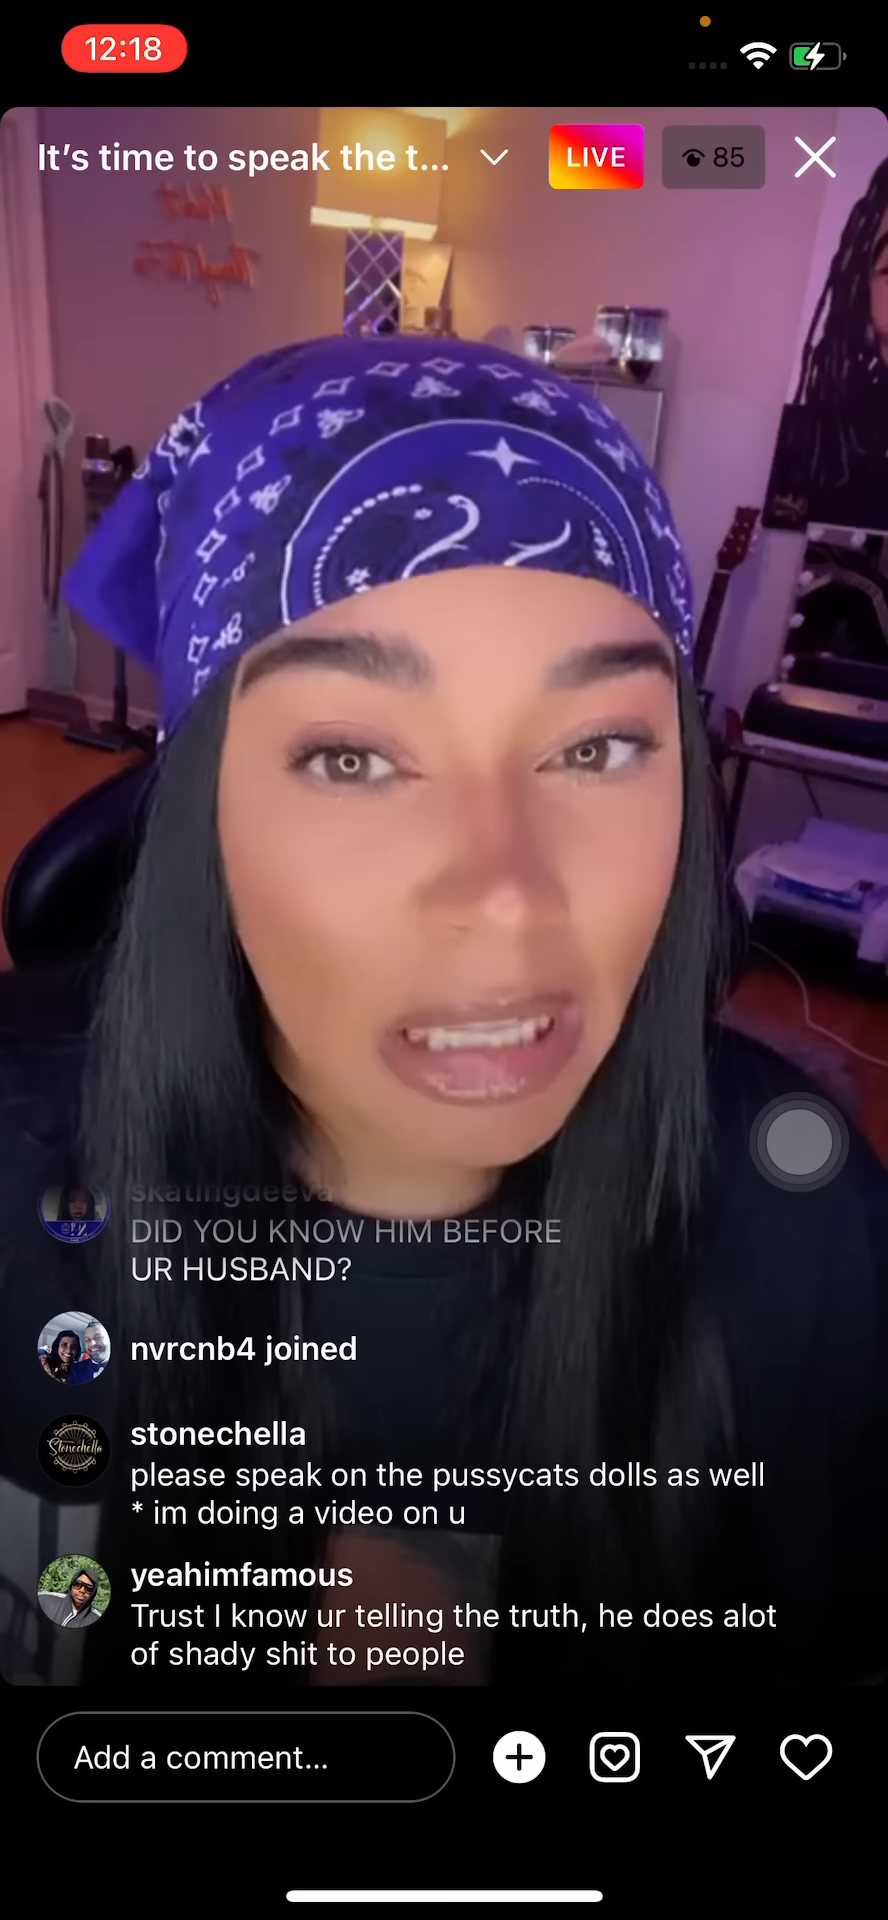 12:18
It's time to speak the t...
LIVE
85
skatingdeeva
DID YOU KNOW HIM BEFORE
UR HUSBAND?
nvrcnb4 joined
stonechella
Stonechella
please speak on the pussycats dolls as well
* im doing a video on u
yeahimfamous
Trust I know ur telling the truth, he does alot
of shady shit to people
Add a comment...